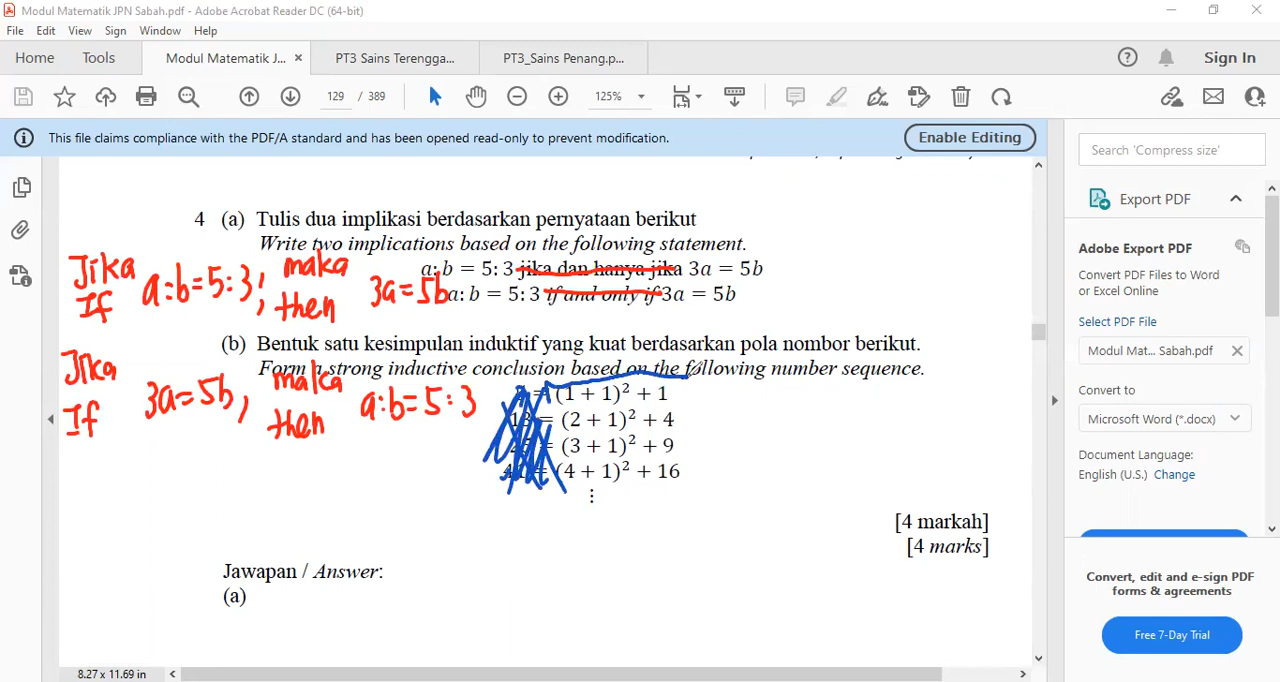 Modul Matematik JPN Sabah.pdf - Adobe Acrobat Reader DC (64-bit)
File Edit View Sign Window Help
Home Tools Modul Matematik J... × PT3 Sains Terengga... PT3_Sains Penang.p... Sign In
129 / 389 125%
This file claims compliance with the PDF/A standard and has been opened read-only to prevent modification. Enable Editing
4 (a) Tulis dua implikasi berdasarkan pernyataan berikut
Write two implications based on the following statement.
a: b = 5: 3 jika dan hanya jika 3a = 5b
a: b = 5: 3 if and only if 3a = 5b
Jika a:b=5:3, maka
If then 3a=5b
(b) Bentuk satu kesimpulan induktif yang kuat berdasarkan pola nombor berikut.
Form a strong inductive conclusion based on the following number sequence.
Jika 3a=5b, maka a:b=5:3
If then
= (1 + 1)² + 1
13 = (2 + 1)² + 4
= (3 + 1)² + 9
41 = (4 + 1)² + 16
⋮
[4 markah]
[4 marks]
Jawapan / Answer:
(a)
8.27 x 11.69 in
Search 'Compress size'
Export PDF
Adobe Export PDF
Convert PDF Files to Word
or Excel Online
Select PDF File
Modul Mat... Sabah.pdf
Convert to
Microsoft Word (*.docx)
Document Language:
English (U.S.) Change
Convert, edit and e-sign PDF
forms & agreements
Free 7-Day Trial